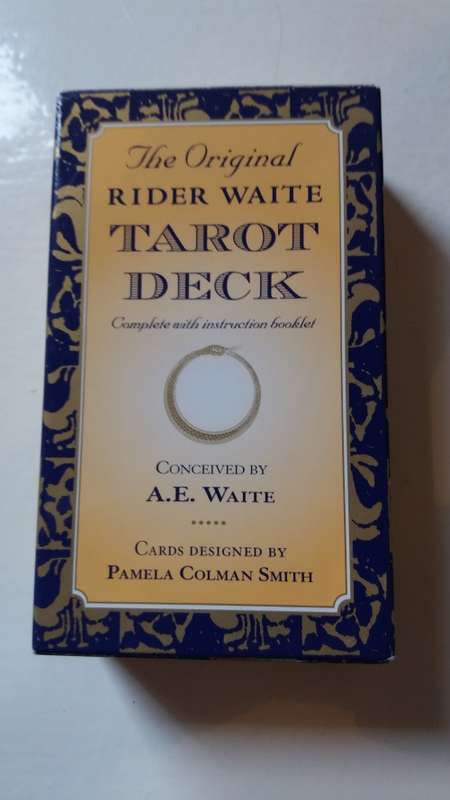 The Original
RIDER WAITE
TAROT
DECK
Complete with instruction booklet
CONCEIVED BY
A.E. WAITE
CARDS DESIGNED BY
PAMELA COLMAN SMITH